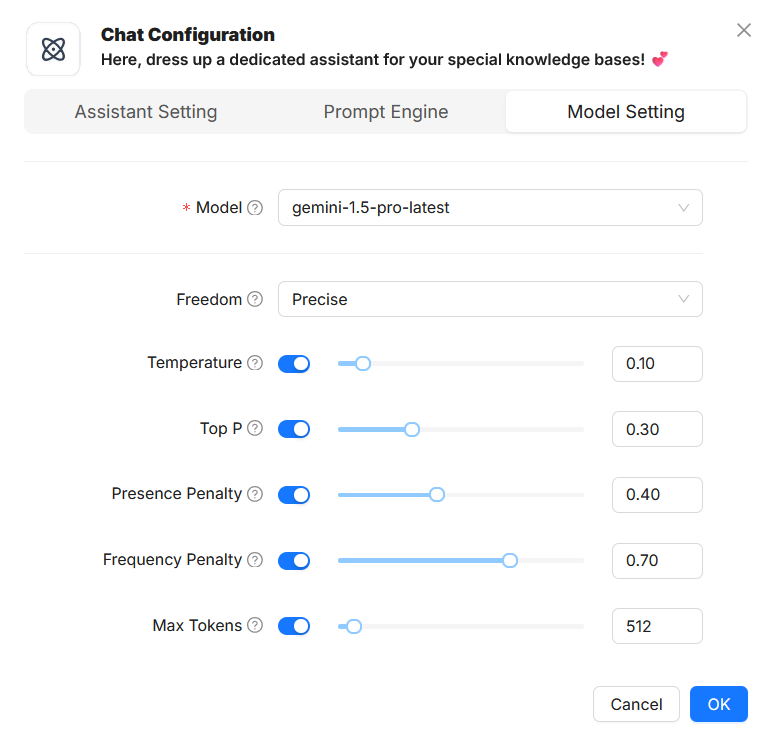 Chat Configuration
Here, dress up a dedicated assistant for your special knowledge bases! 💕
Assistant Setting Prompt Engine Model Setting
* Model ? gemini-1.5-pro-latest
Freedom ? Precise
Temperature ? 0.10
Top P ? 0.30
Presence Penalty ? 0.40
Frequency Penalty ? 0.70
Max Tokens ? 512
Cancel OK